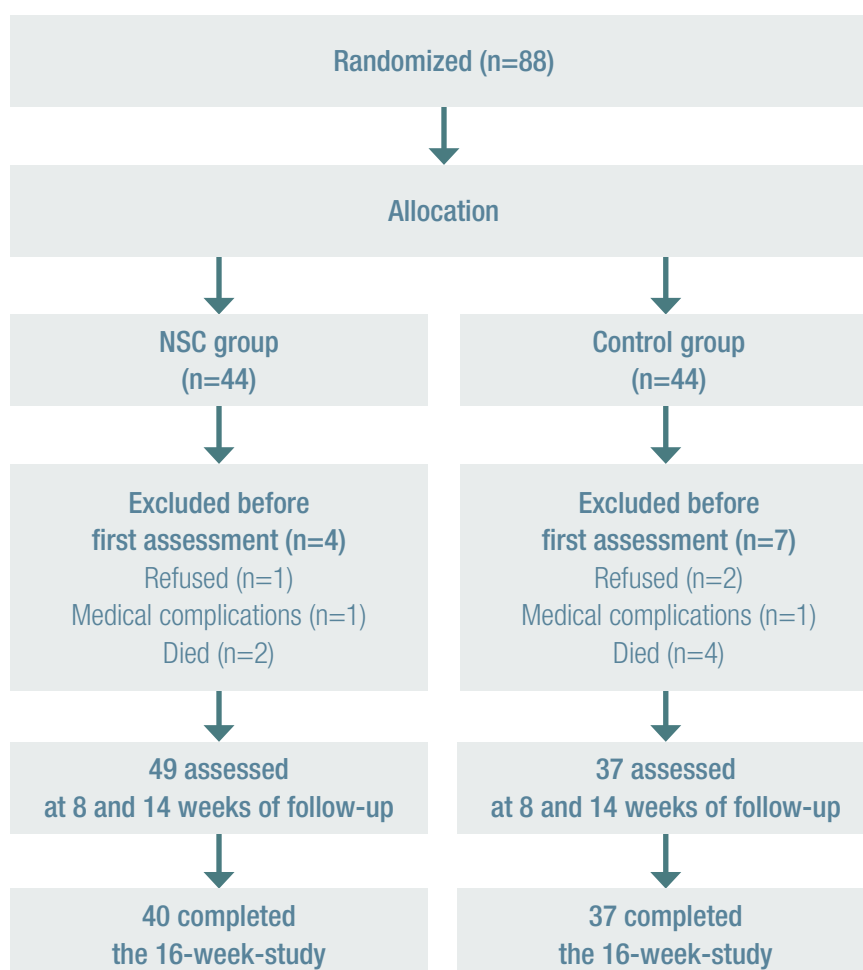 Randomized (n=88)
Allocation
NSC group
(n=44)
Control group
(n=44)
Excluded before
first assessment (n=4)
Refused (n=1)
Medical complications (n=1)
Died (n=2)
Excluded before
first assessment (n=7)
Refused (n=2)
Medical complications (n=1)
Died (n=4)
49 assessed
at 8 and 14 weeks of follow-up
37 assessed
at 8 and 14 weeks of follow-up
40 completed
the 16-week-study
37 completed
the 16-week-study